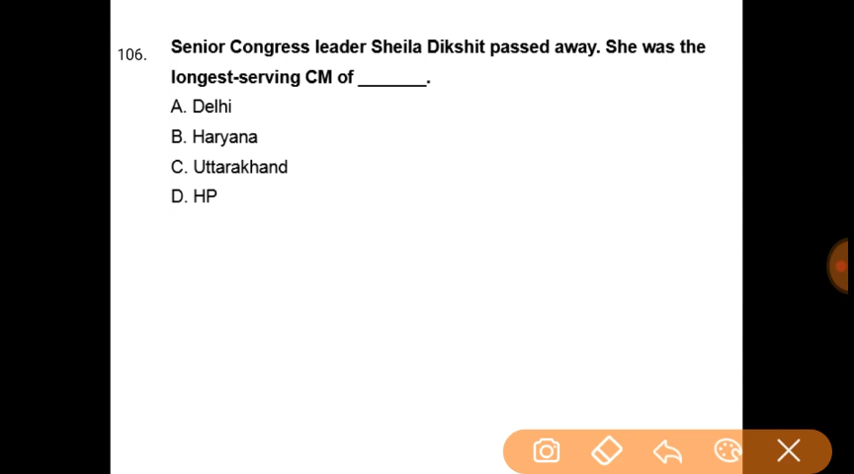 106. Senior Congress leader Sheila Dikshit passed away. She was the
longest-serving CM of _______.
A. Delhi
B. Haryana
C. Uttarakhand
D. HP